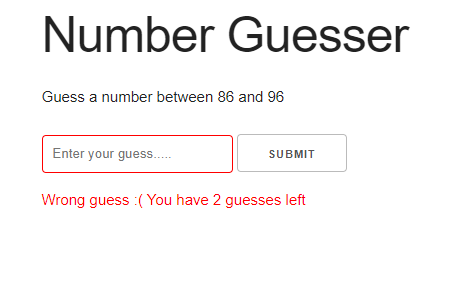 Number Guesser
Guess a number between 86 and 96
Enter your guess.....
SUBMIT
Wrong guess :( You have 2 guesses left